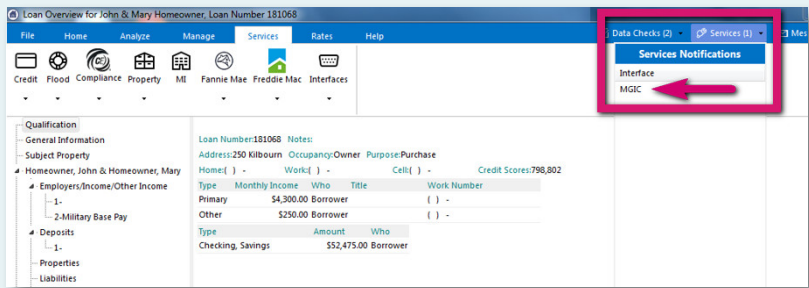 Loan Overview for John & Mary Homeowner, Loan Number 181068
File Home Analyze Manage Services Rates Help
Data Checks (2) Services (1) Mes
Services Notifications
Interface
MGIC
Credit Flood Compliance Property MI Fannie Mae Freddie Mac Interfaces
Qualification
General Information
Subject Property
Homeowner, John & Homeowner, Mary
Employers/Income/Other Income
1-
2-Military Base Pay
Deposits
1-
Properties
Liabilities
Loan Number:181068 Notes:
Address:250 Kilbourn Occupancy:Owner Purpose:Purchase
Home:( ) - Work:( ) - Cell:( ) - Credit Scores:798,802
Type Monthly Income Who Title Work Number
Primary $4,300.00 Borrower ( ) -
Other $250.00 Borrower ( ) -
Type Amount Who
Checking, Savings $52,475.00 Borrower